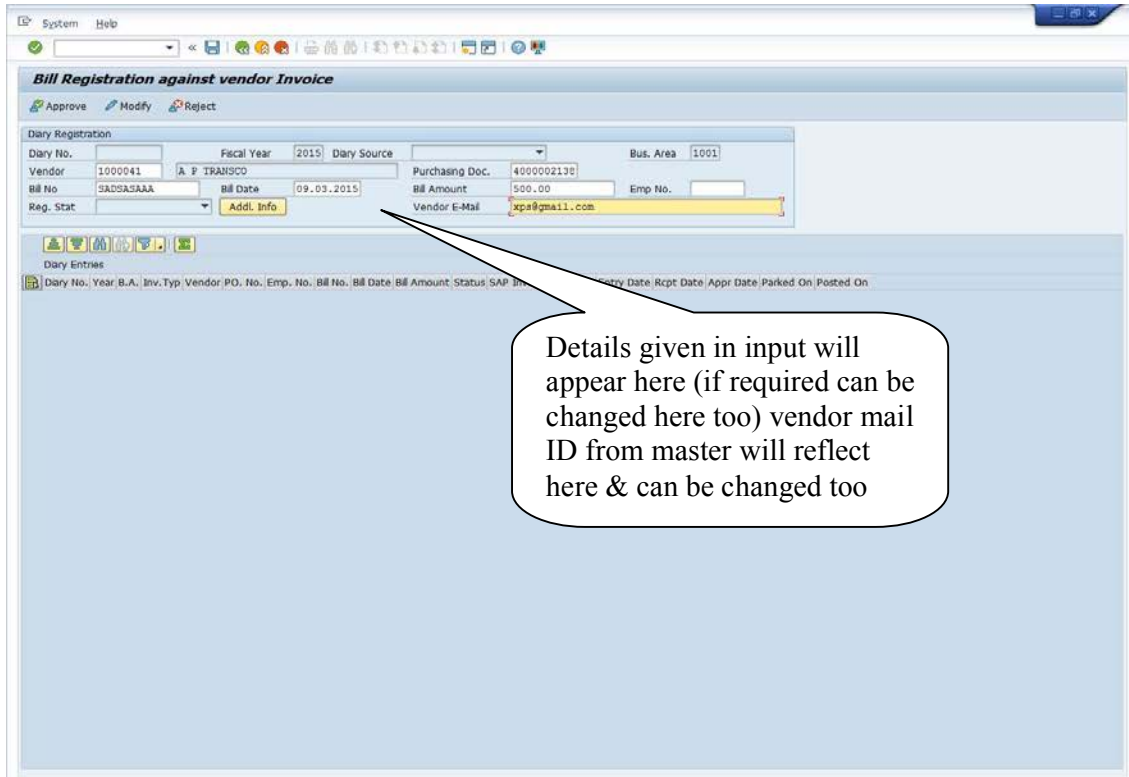 System Help
Bill Registration against vendor Invoice
Approve Modify Reject
Diary Registration
Diary No. Fiscal Year 2015 Diary Source Bus. Area 1001
Vendor 1000041 A P TRANSCO Purchasing Doc. 4000002138
Bill No SADSASAAA Bill Date 09.03.2015 Bill Amount 500.00 Emp No.
Reg. Stat Addl. Info Vendor E-Mail xps@gmail.com
Diary Entries
Diary No. Year B.A. Inv.Typ Vendor PO. No. Emp. No. Bill No. Bill Date Bill Amount Status SAP Entry Date Rcpt Date Appr Date Parked On Posted On
Details given in input will
appear here (if required can be
changed here too) vendor mail
ID from master will reflect
here & can be changed too